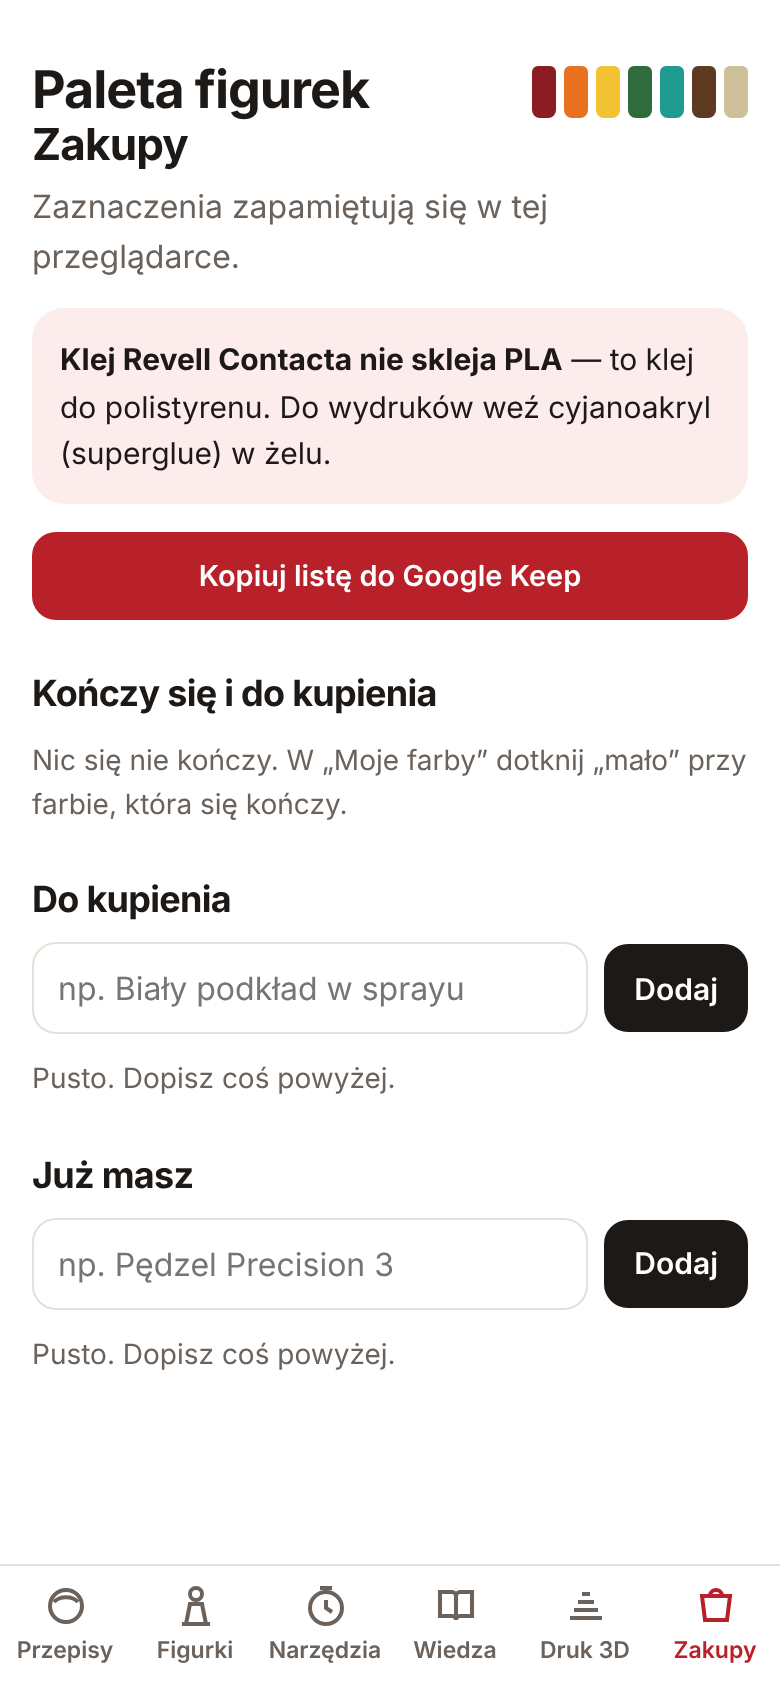 Paleta figurek
Zakupy
Zaznaczenia zapamiętują się w tej
przeglądarce.
Klej Revell Contacta nie skleja PLA — to klej
do polistyrenu. Do wydruków weź cyjanoakryl
(superglue) w żelu.
Kopiuj listę do Google Keep
Kończy się i do kupienia
Nic się nie kończy. W „Moje farby” dotknij „mało” przy
farbie, która się kończy.
Do kupienia
np. Biały podkład w sprayu
Dodaj
Pusto. Dopisz coś powyżej.
Już masz
np. Pędzel Precision 3
Dodaj
Pusto. Dopisz coś powyżej.
Przepisy
Figurki
Narzędzia
Wiedza
Druk 3D
Zakupy